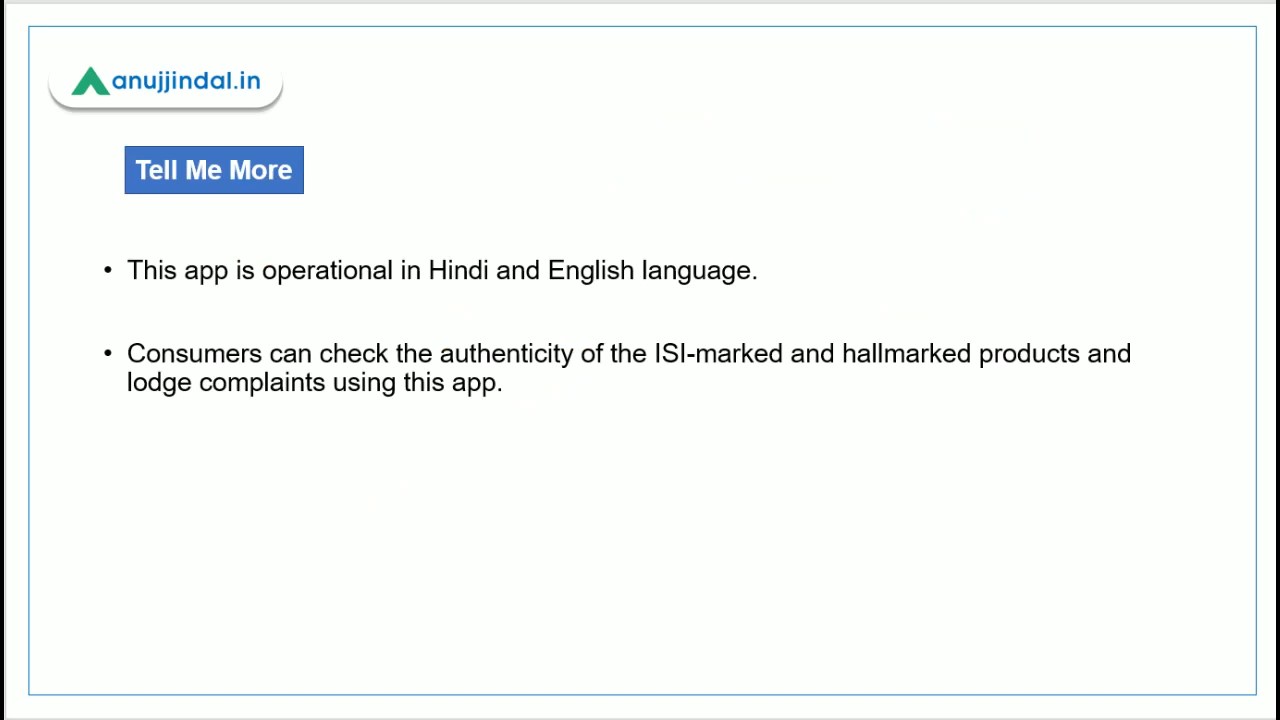 anujjindal.in
Tell Me More
• This app is operational in Hindi and English language.
• Consumers can check the authenticity of the ISI-marked and hallmarked products and
lodge complaints using this app.